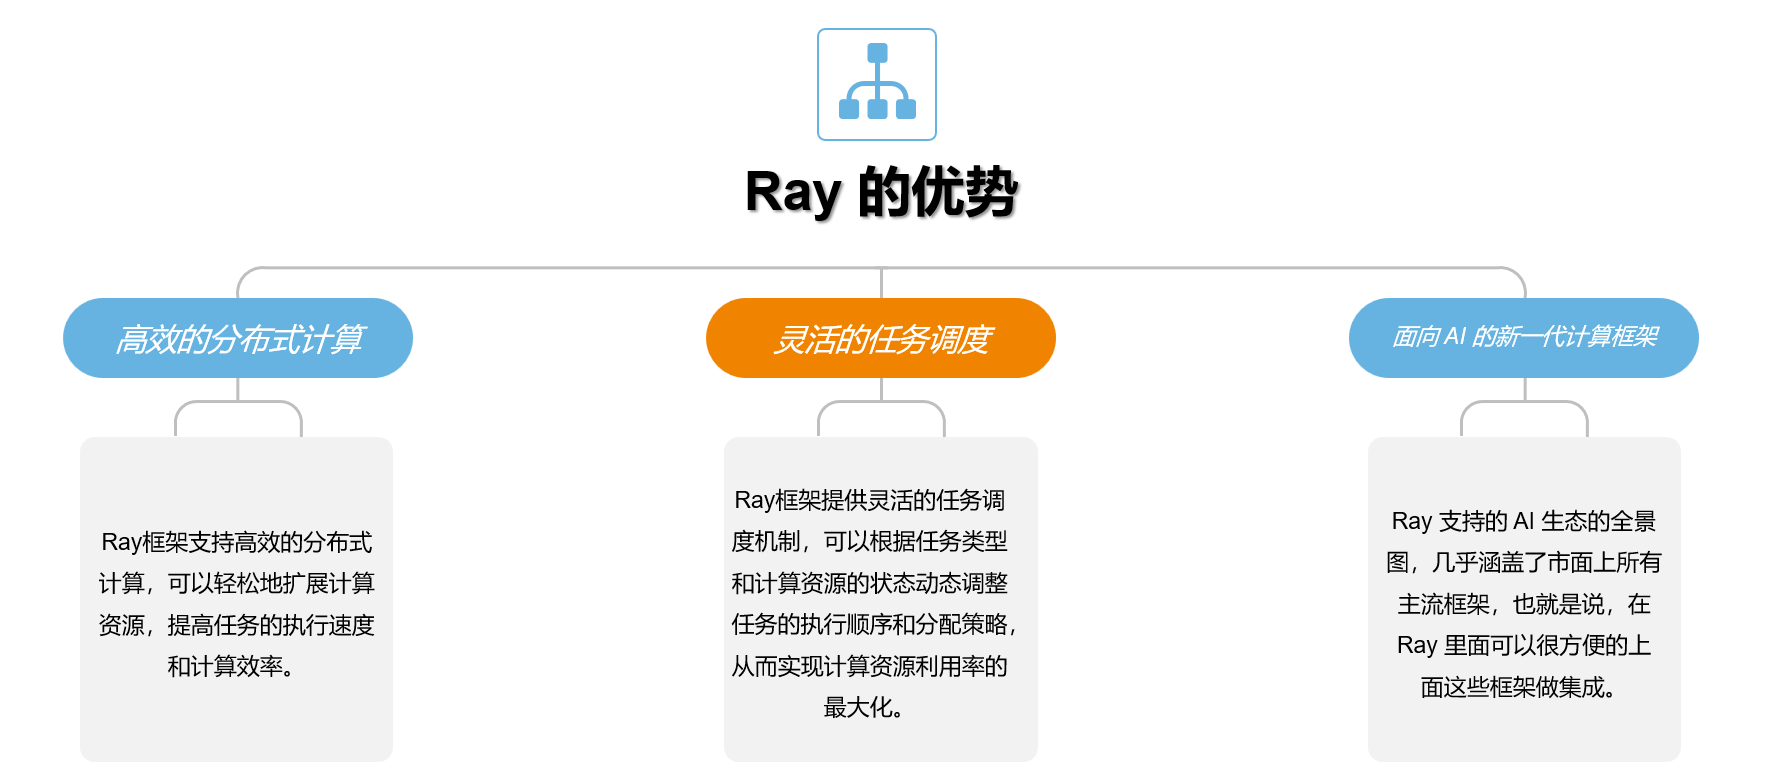 Ray 的优势
高效的分布式计算
Ray框架支持高效的分布式
计算，可以轻松地扩展计算
资源，提高任务的执行速度
和计算效率。
灵活的任务调度
Ray框架提供灵活的任务调
度机制，可以根据任务类型
和计算资源的状态动态调整
任务的执行顺序和分配策略，
从而实现计算资源利用率的
最大化。
面向 AI 的新一代计算框架
Ray 支持的 AI 生态的全景
图，几乎涵盖了市面上所有
主流框架，也就是说，在
Ray 里面可以很方便的上
面这些框架做集成。